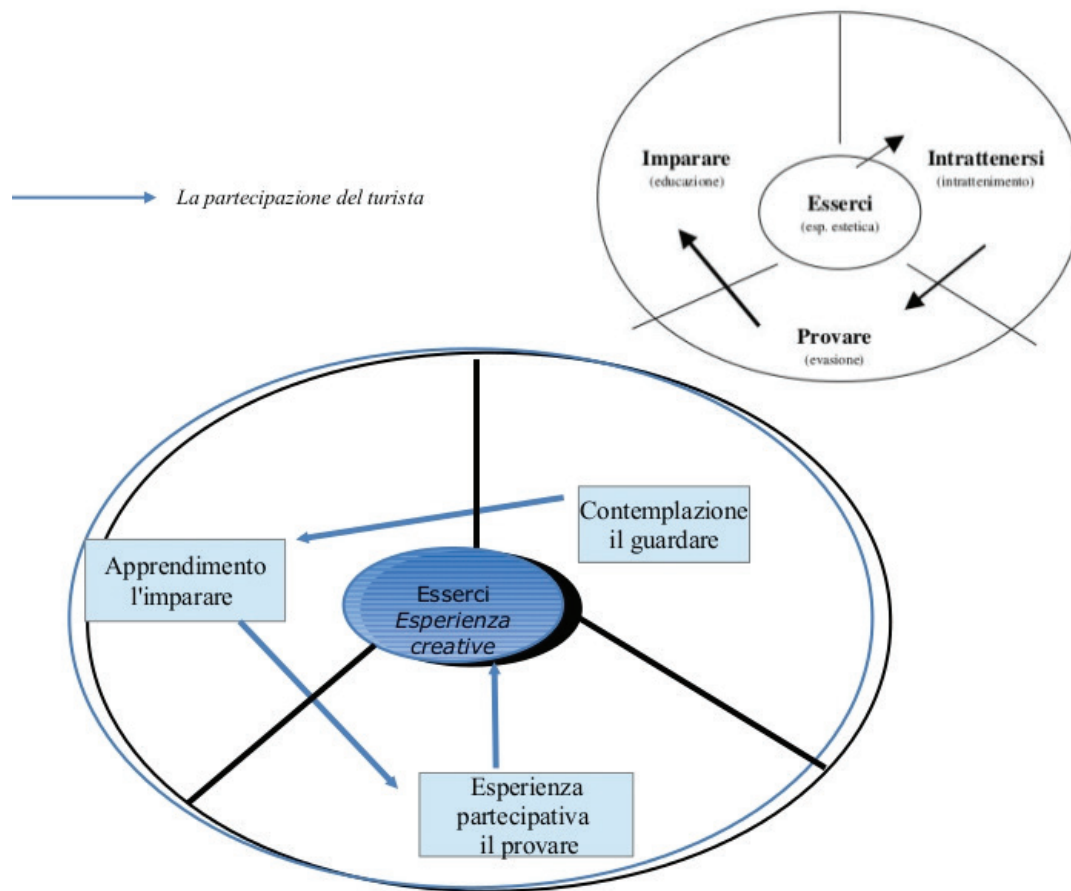 Imparare
(educazione)
Intrattenersi
(intrattenimento)
Esserci
(esp. estetica)
La partecipazione del turista
Provare
(evasione)
Contemplazione
il guardare
Apprendimento
l'imparare
Esserci
Esperienza
creative
Esperienza
partecipativa
il provare